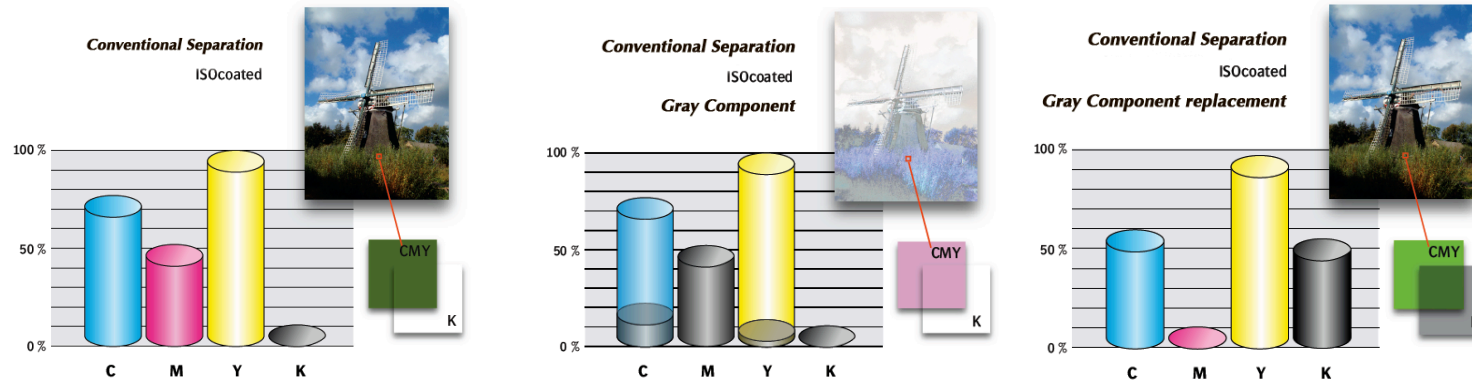 Conventional Separation
ISOcoated
100 %
50 %
0 %
C M Y K
CMY
K
Conventional Separation
ISOcoated
Gray Component
100 %
50 %
0 %
C M Y K
CMY
K
Conventional Separation
ISOcoated
Gray Component replacement
100 %
50 %
0 %
C M Y K
CMY